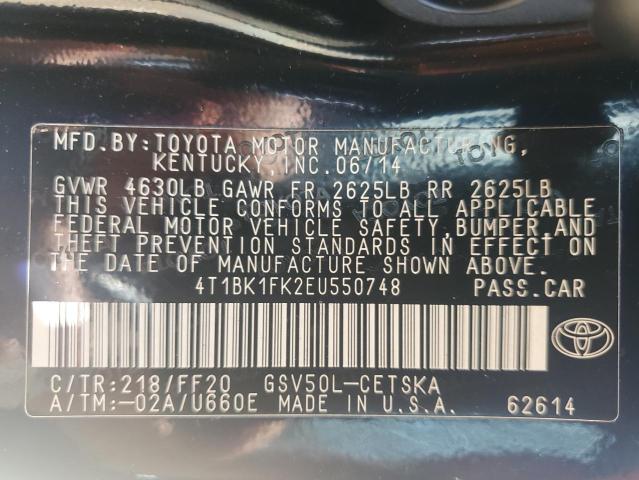 MFD.BY:TOYOTA MOTOR MANUFACTURING,
KENTUCKY, INC. 06/14
GVWR 4630LB GAWR FR 2625LB RR 2625LB
THIS VEHICLE CONFORMS TO ALL APPLICABLE
FEDERAL MOTOR VEHICLE SAFETY, BUMPER, AND
THEFT PREVENTION STANDARDS IN EFFECT ON
THE DATE OF MANUFACTURE SHOWN ABOVE.
4T1BK1FK2EU550748 PASS.CAR
C/TR:218/FF20 GSV50L-CETSKA
A/TM:-02A/U660E MADE IN U.S.A. 62614